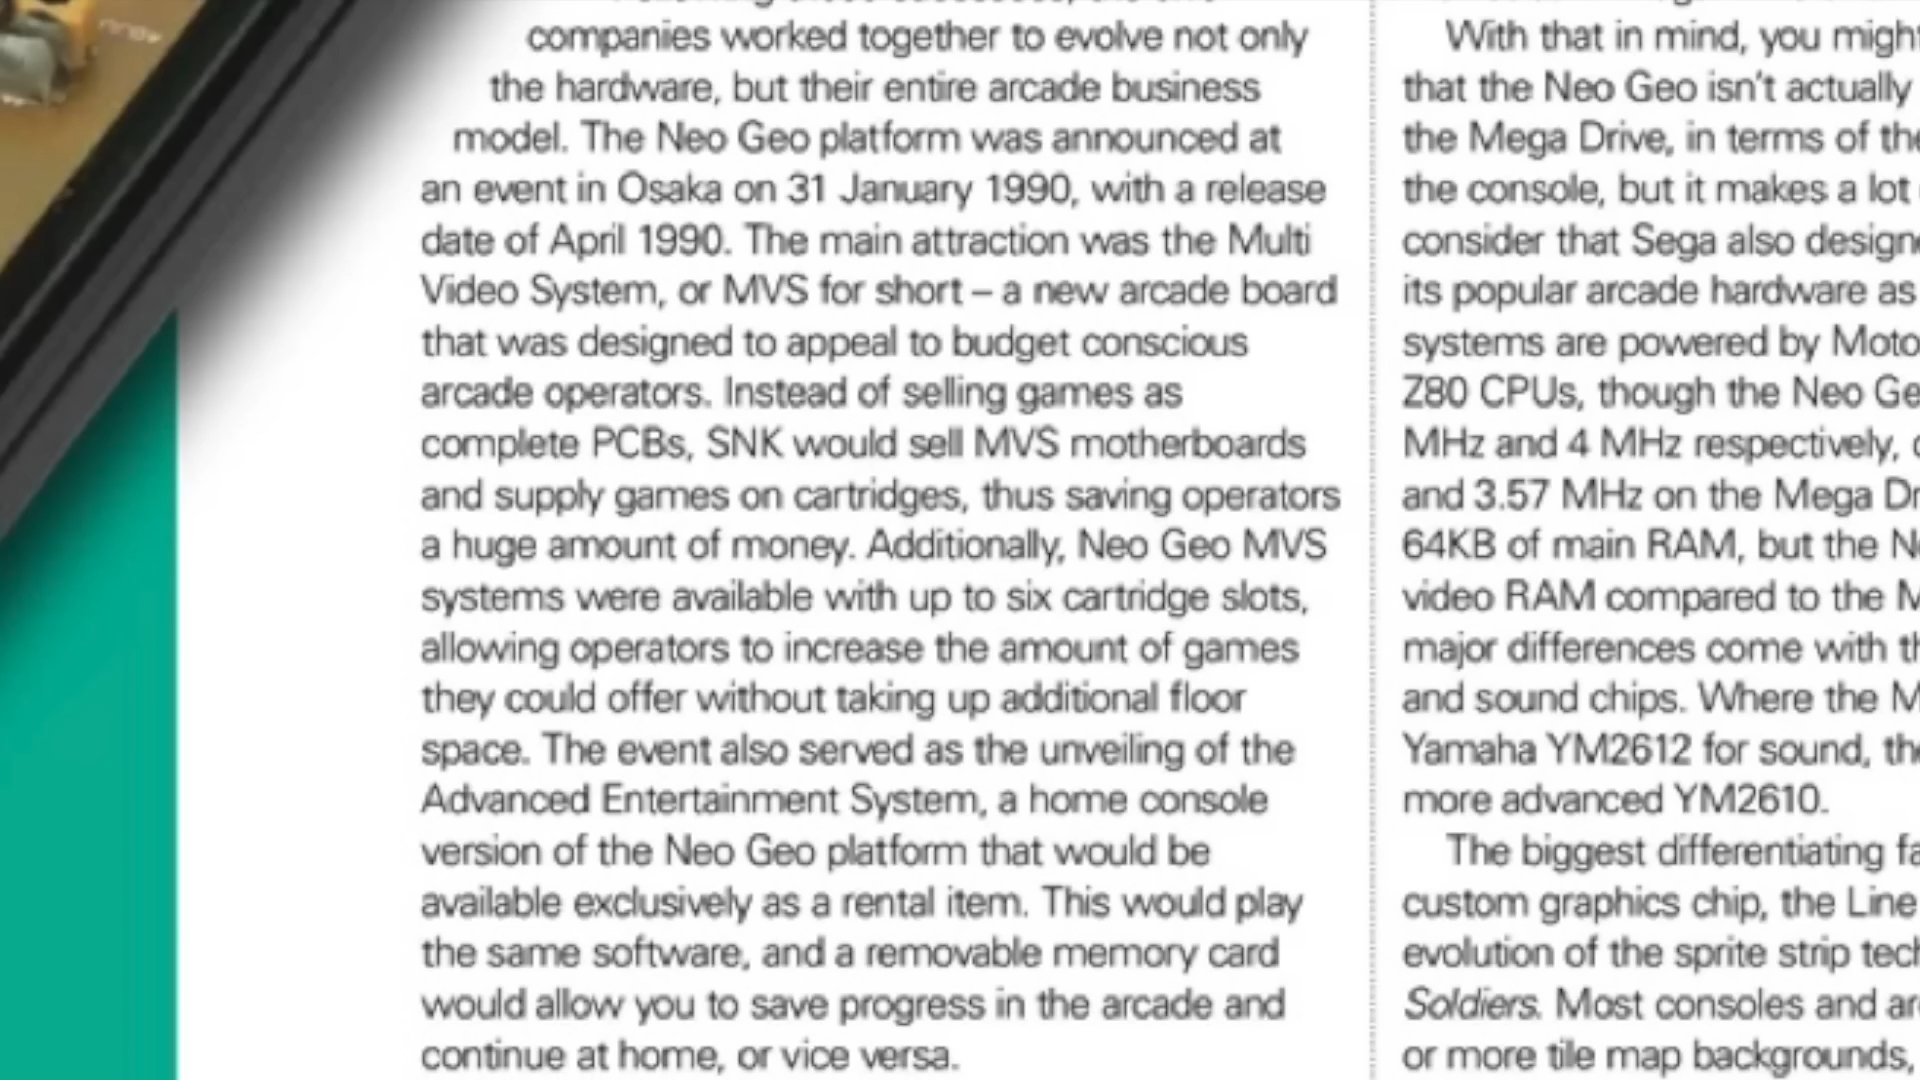 companies worked together to evolve not only
the hardware, but their entire arcade business
model. The Neo Geo platform was announced at
an event in Osaka on 31 January 1990, with a release
date of April 1990. The main attraction was the Multi
Video System, or MVS for short – a new arcade board
that was designed to appeal to budget conscious
arcade operators. Instead of selling games as
complete PCBs, SNK would sell MVS motherboards
and supply games on cartridges, thus saving operators
a huge amount of money. Additionally, Neo Geo MVS
systems were available with up to six cartridge slots,
allowing operators to increase the amount of games
they could offer without taking up additional floor
space. The event also served as the unveiling of the
Advanced Entertainment System, a home console
version of the Neo Geo platform that would be
available exclusively as a rental item. This would play
the same software, and a removable memory card
would allow you to save progress in the arcade and
continue at home, or vice versa.
With that in mind, you might
that the Neo Geo isn't actually
the Mega Drive, in terms of the
the console, but it makes a lot
consider that Sega also designe
its popular arcade hardware as
systems are powered by Moto
Z80 CPUs, though the Neo Ge
MHz and 4 MHz respectively,
and 3.57 MHz on the Mega Dr
64KB of main RAM, but the Ne
video RAM compared to the M
major differences come with th
and sound chips. Where the M
Yamaha YM2612 for sound, the
more advanced YM2610.
The biggest differentiating fa
custom graphics chip, the Line
evolution of the sprite strip tech
Soldiers. Most consoles and ar
or more tile map backgrounds,